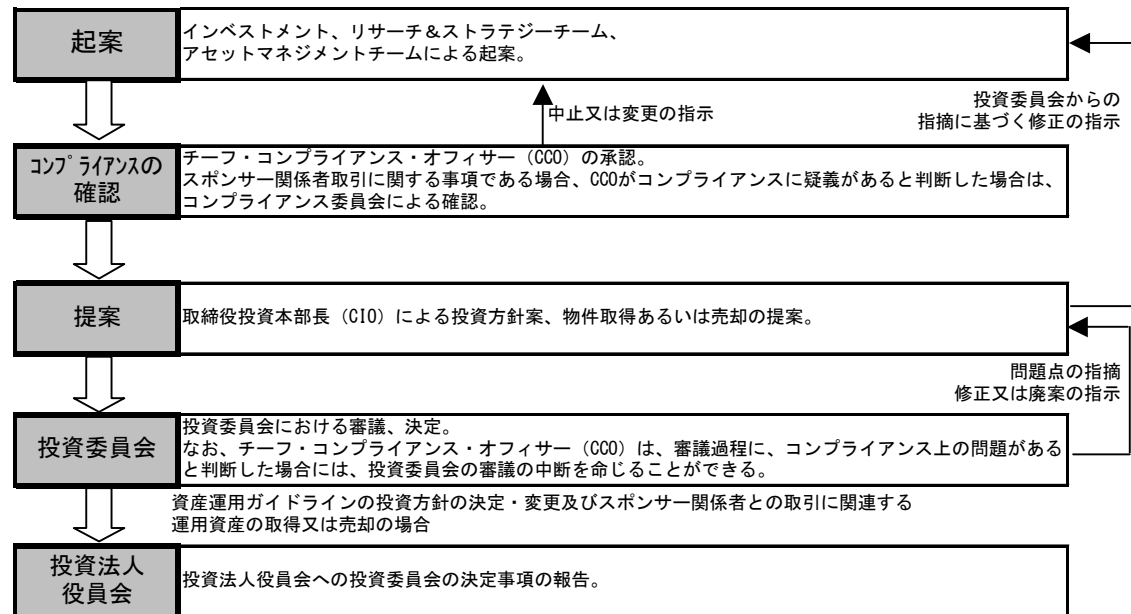 起案
インベストメント、リサーチ＆ストラテジーチーム、
アセットマネジメントチームによる起案。
中止又は変更の指示
投資委員会からの
指摘に基づく修正の指示
ｺﾝﾌﾟﾗｲｱﾝｽの
確認
チーフ・コンプライアンス・オフィサー（CCO）の承認。
スポンサー関係者取引に関する事項である場合、CCOがコンプライアンスに疑義があると判断した場合は、
コンプライアンス委員会による確認。
提案
取締役投資本部長（CIO）による投資方針案、物件取得あるいは売却の提案。
問題点の指摘
修正又は廃案の指示
投資委員会
投資委員会における審議、決定。
なお、チーフ・コンプライアンス・オフィサー（CCO）は、審議過程に、コンプライアンス上の問題がある
と判断した場合には、投資委員会の審議の中断を命じることができる。
資産運用ガイドラインの投資方針の決定・変更及びスポンサー関係者との取引に関連する
運用資産の取得又は売却の場合
投資法人
役員会
投資法人役員会への投資委員会の決定事項の報告。